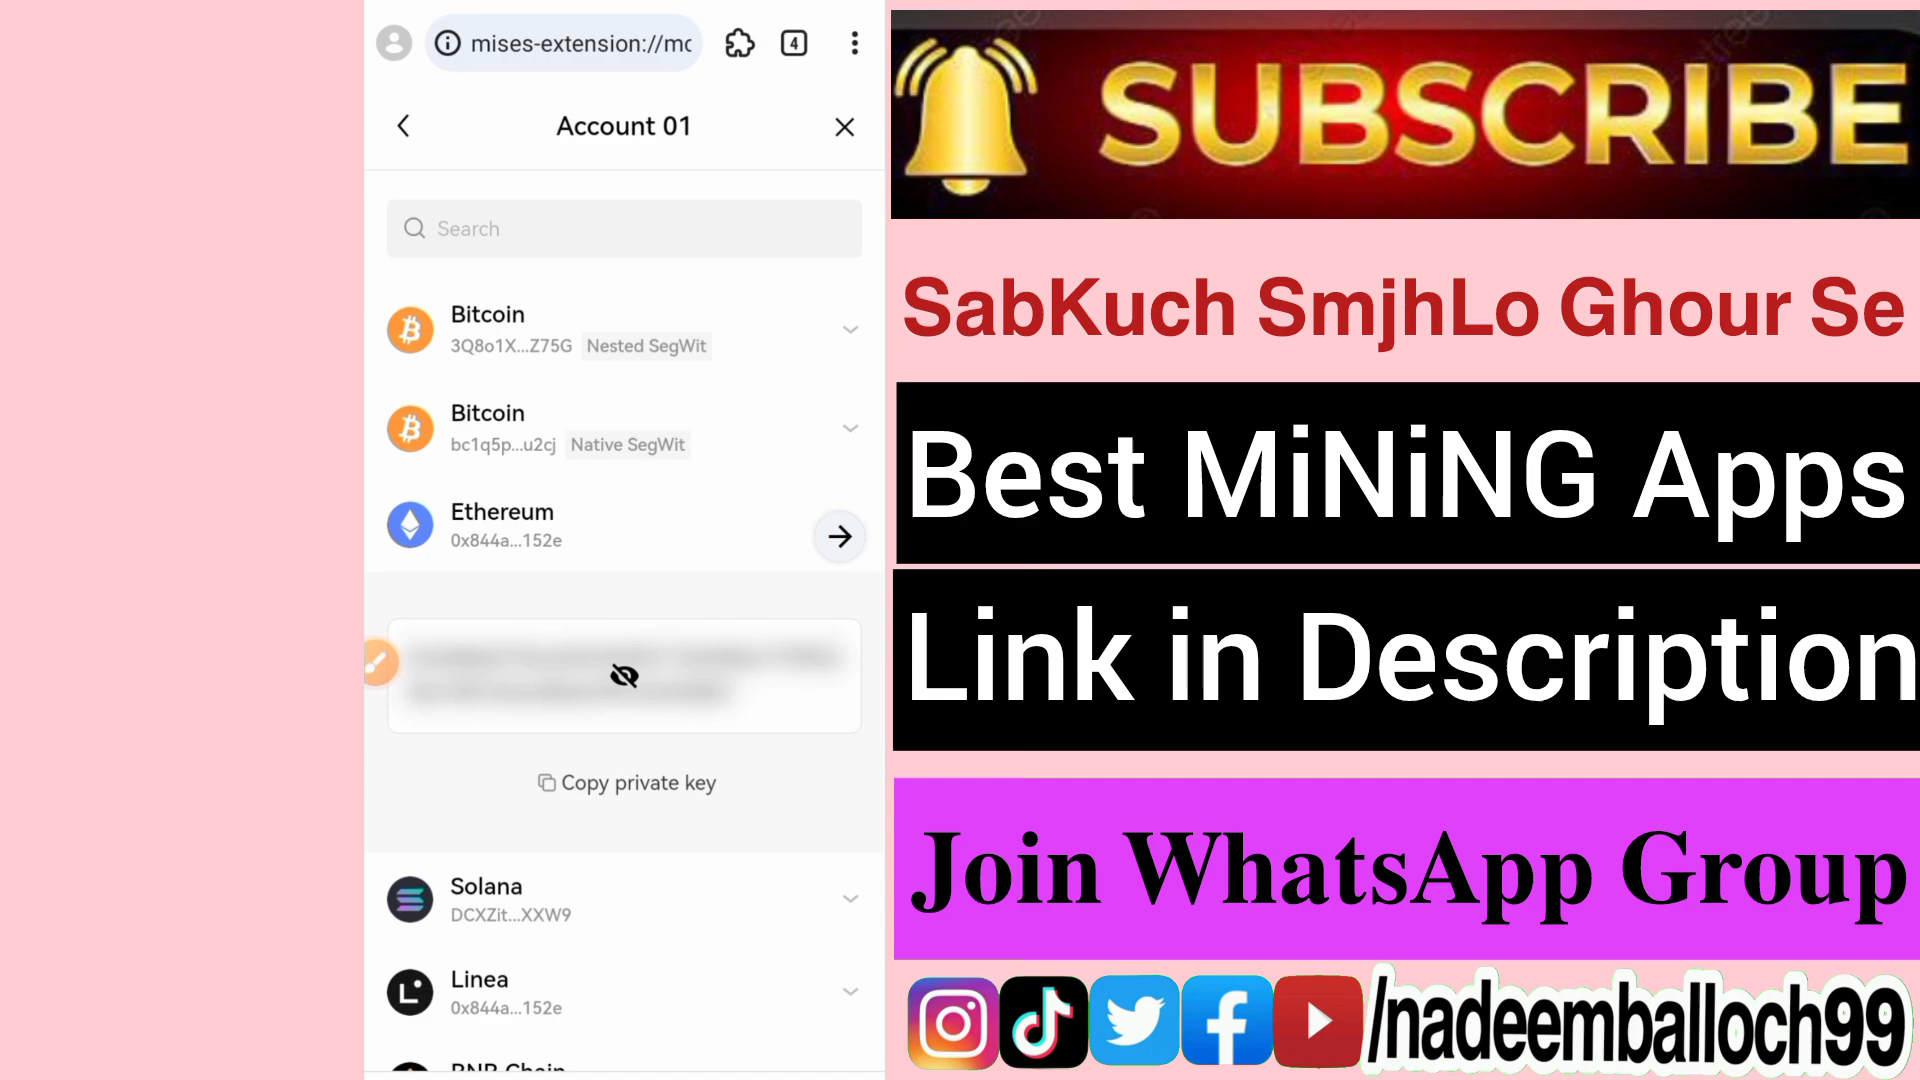 mises-extension://mc
4
Account 01
Search
Bitcoin
3Q8o1X...Z75G Nested SegWit
Bitcoin
bc1q5p...u2cj Native SegWit
Ethereum
0x844a...152e
Copy private key
Solana
DCXZit...XXW9
Linea
0x844a...152e
BNB Chain
SUBSCRIBE
SabKuch SmjhLo Ghour Se
Best MiNiNG Apps
Link in Description
Join WhatsApp Group
/nadeemballoch99